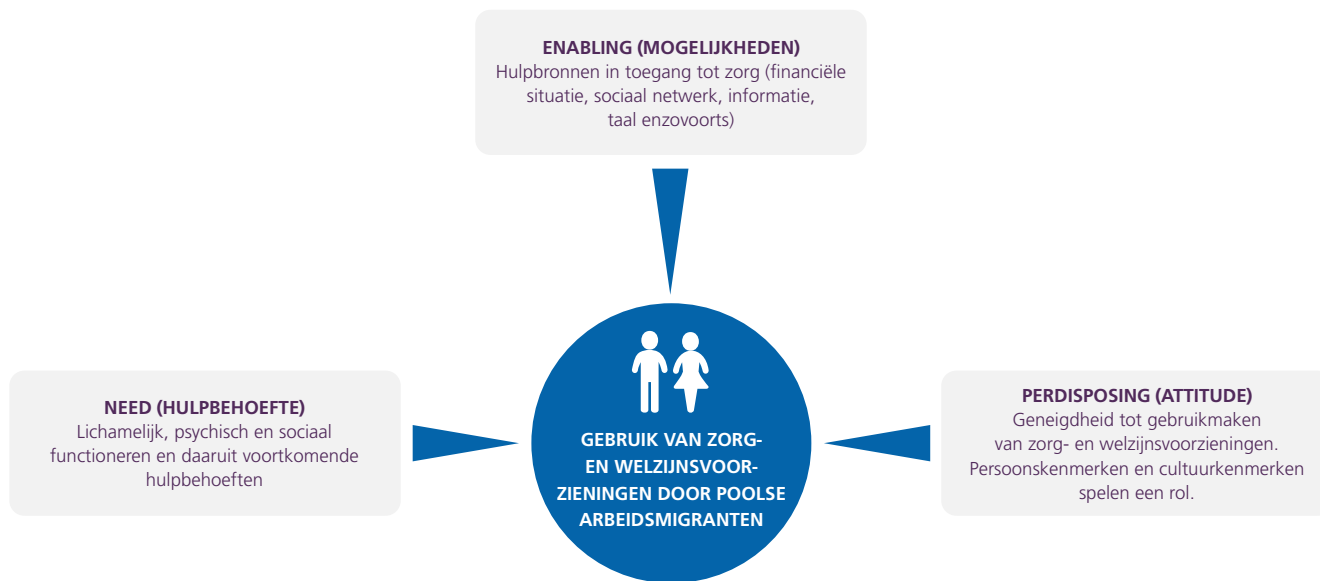 ENABLING (MOGELIJKHEDEN)
Hulpbronnen in toegang tot zorg (financiële
situatie, sociaal netwerk, informatie,
taal enzovoorts)
NEED (HULPBEHOEFTE)
Lichamelijk, psychisch en sociaal
functioneren en daaruit voortkomende
hulpbehoeften
GEBRUIK VAN ZORG-
EN WELZIJNSVOOR-
ZIENINGEN DOOR POOLSE
ARBEIDSMIGRANTEN
PERDISPOSING (ATTITUDE)
Geneigdheid tot gebruikmaken
van zorg- en welzijnsvoorzieningen.
Persoonskenmerken en cultuurkenmerken
spelen een rol.